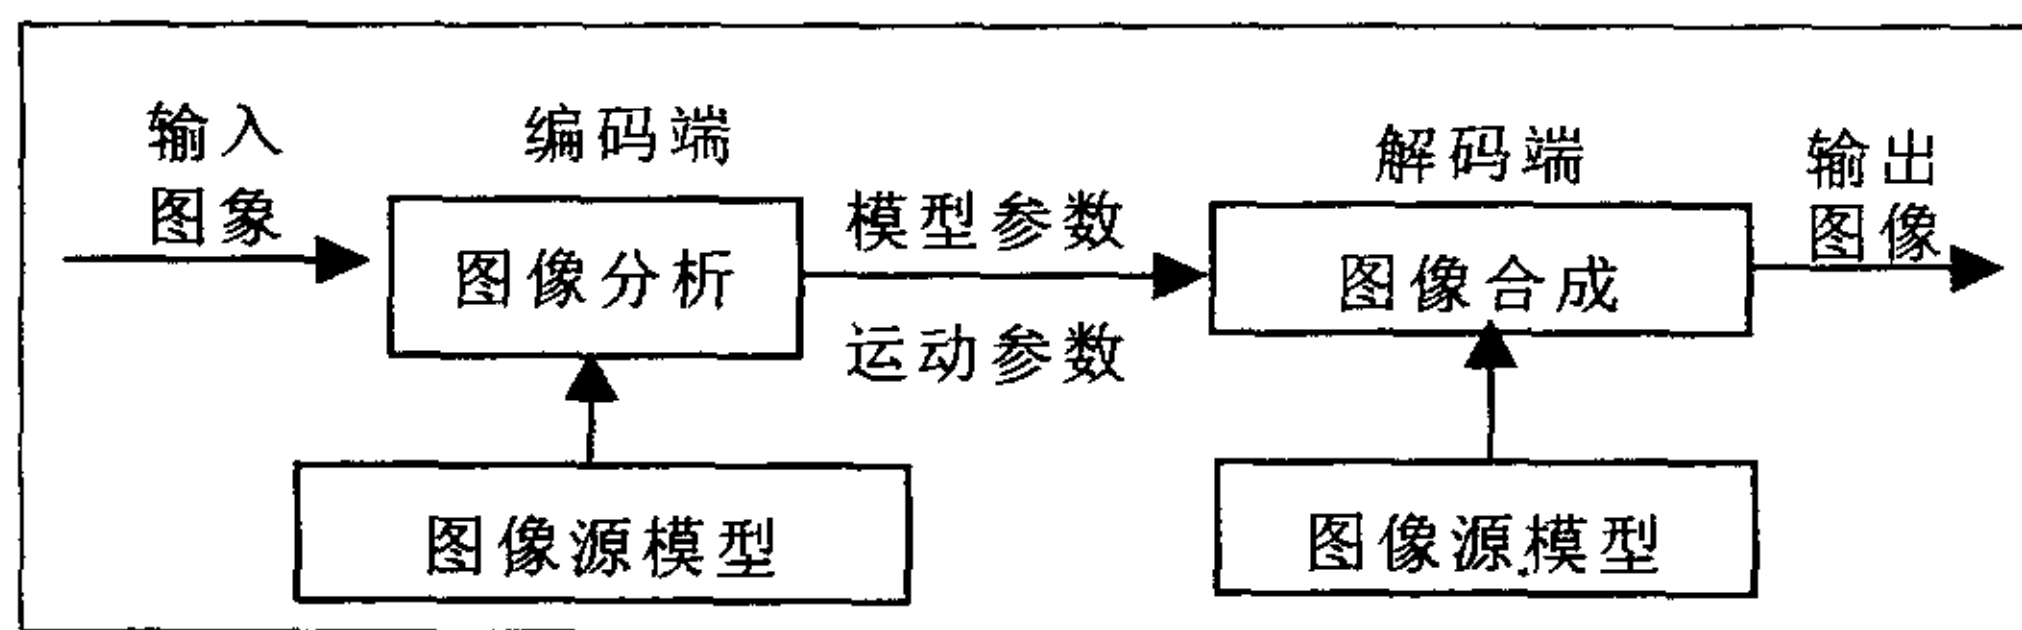 输入
图象
编码端
图像分析
模型参数
运动参数
解码端
图像合成
输出
图像
图像源模型
图像源模型